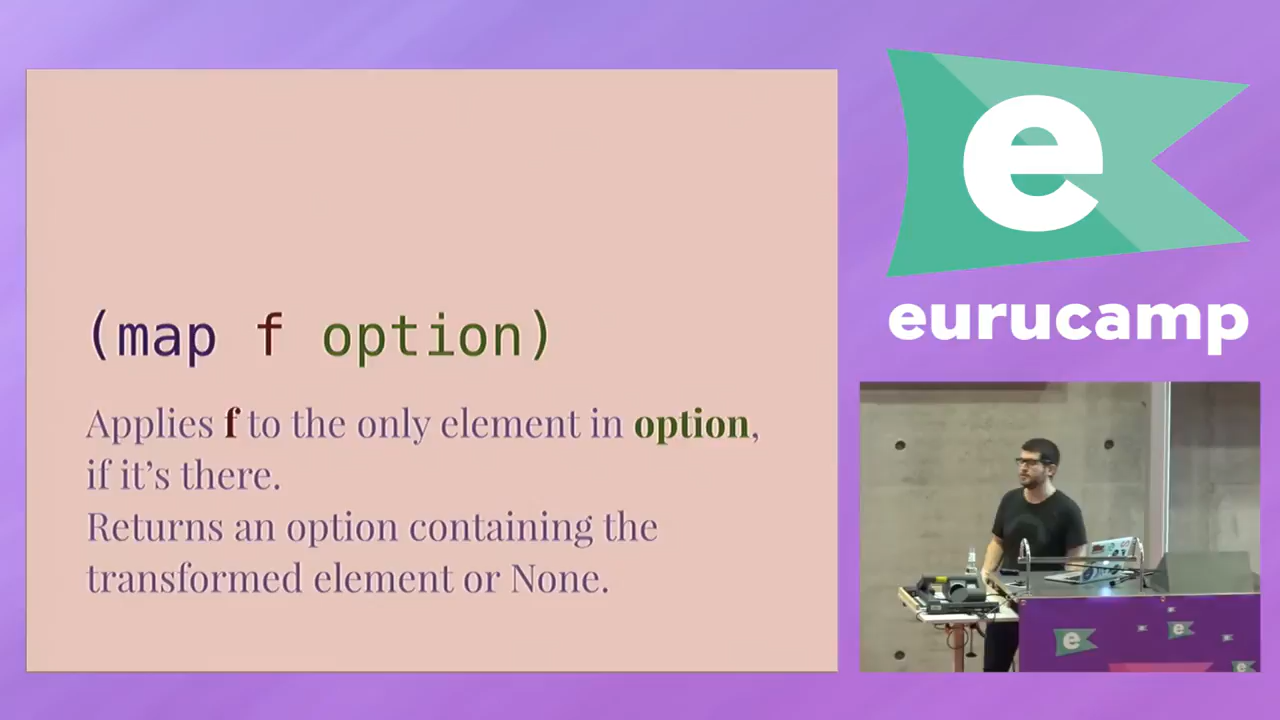 (map f option)
Applies f to the only element in option,
if it’s there.
Returns an option containing the
transformed element or None.
e
eurucamp
e
e
e